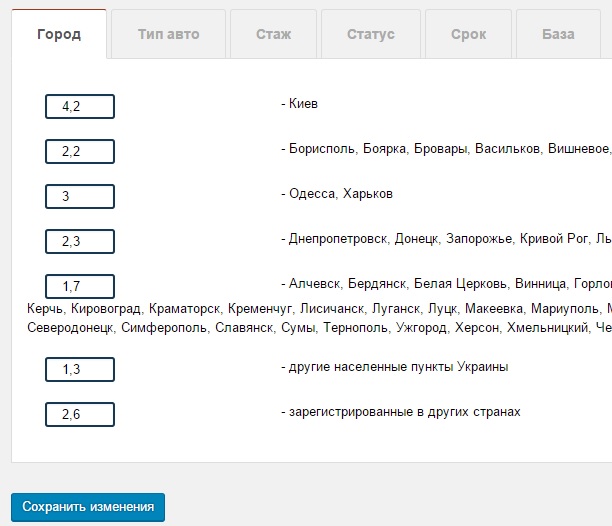 Город Тип авто Стаж Статус Срок База
4,2 - Киев
2,2 - Борисполь, Боярка, Бровары, Васильков, Вишневое,
3 - Одесса, Харьков
2,3 - Днепропетровск, Донецк, Запорожье, Кривой Рог, Ль
1,7 - Алчевск, Бердянск, Белая Церковь, Винница, Горло
Керчь, Кировоград, Краматорск, Кременчуг, Лисичанск, Луганск, Луцк, Макеевка, Мариуполь,
Северодонецк, Симферополь, Славянск, Сумы, Тернополь, Ужгород, Херсон, Хмельницкий, Че
1,3 - другие населенные пункты Украины
2,6 - зарегистрированные в других странах
Сохранить изменения